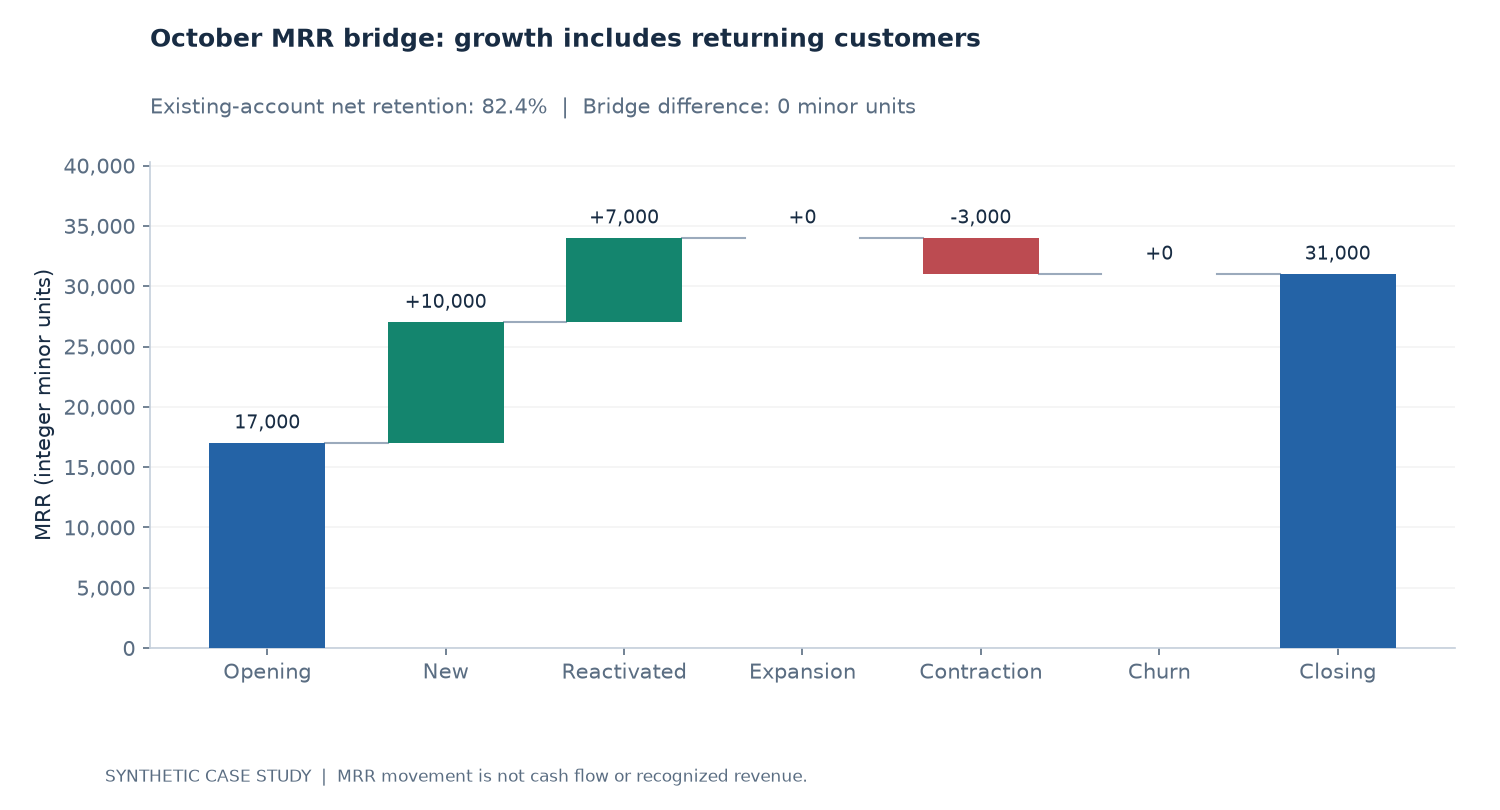 October MRR bridge: growth includes returning customers
Existing-account net retention: 82.4%  |  Bridge difference: 0 minor units
MRR (integer minor units)
40,000
35,000
30,000
25,000
20,000
15,000
10,000
5,000
0
17,000
+10,000
+7,000
+0
-3,000
+0
31,000
Opening
New
Reactivated
Expansion
Contraction
Churn
Closing
SYNTHETIC CASE STUDY  |  MRR movement is not cash flow or recognized revenue.